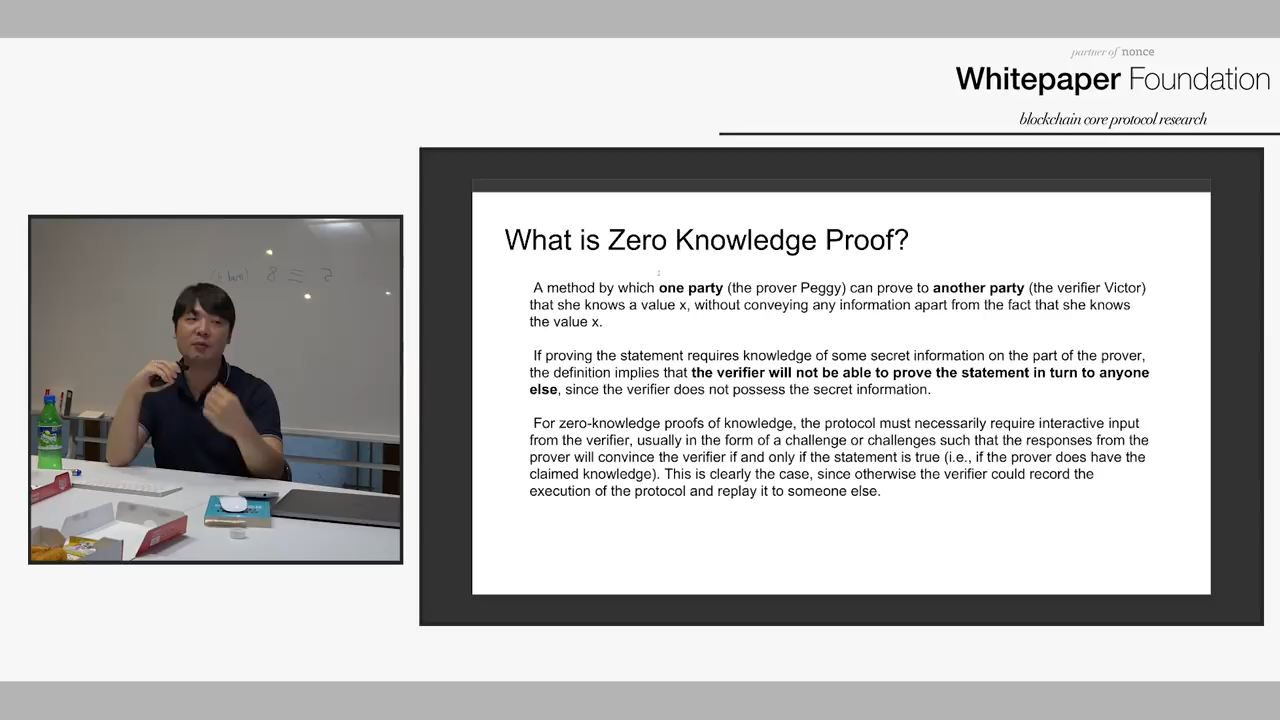 partner of nonce
Whitepaper Foundation
blockchain core protocol research
What is Zero Knowledge Proof?
A method by which one party (the prover Peggy) can prove to another party (the verifier Victor)
that she knows a value x, without conveying any information apart from the fact that she knows
the value x.
If proving the statement requires knowledge of some secret information on the part of the prover,
the definition implies that the verifier will not be able to prove the statement in turn to anyone
else, since the verifier does not possess the secret information.
For zero-knowledge proofs of knowledge, the protocol must necessarily require interactive input
from the verifier, usually in the form of a challenge or challenges such that the responses from the
prover will convince the verifier if and only if the statement is true (i.e., if the prover does have the
claimed knowledge). This is clearly the case, since otherwise the verifier could record the
execution of the protocol and replay it to someone else.